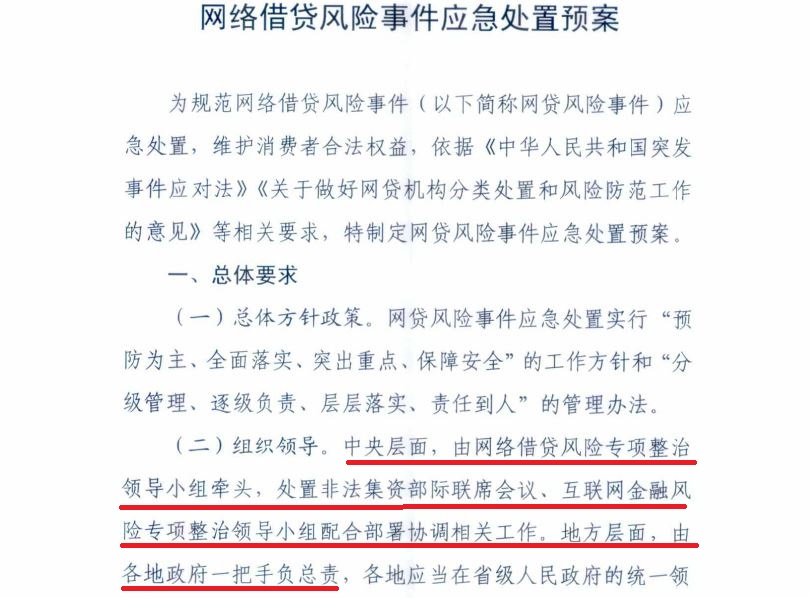 网络借贷风险事件应急处置预案
为规范网络借贷风险事件（以下简称网贷风险事件）应
急处置，维护消费者合法权益，依据《中华人民共和国突发
事件应对法》《关于做好网贷机构分类处置和风险防范工作
的意见》等相关要求，特制定网贷风险事件应急处置预案。
一、总体要求
（一）总体方针政策。网贷风险事件应急处置实行“预
防为主、全面落实、突出重点、保障安全”的工作方针和“分
级管理、逐级负责、层层落实、责任到人”的管理办法。
（二）组织领导。中央层面，由网络借贷风险专项整治
领导小组牵头，处置非法集资部际联席会议、互联网金融风
险专项整治领导小组配合部署协调相关工作。地方层面，由
各地政府一把手负总责，各地应当在省级人民政府的统一领